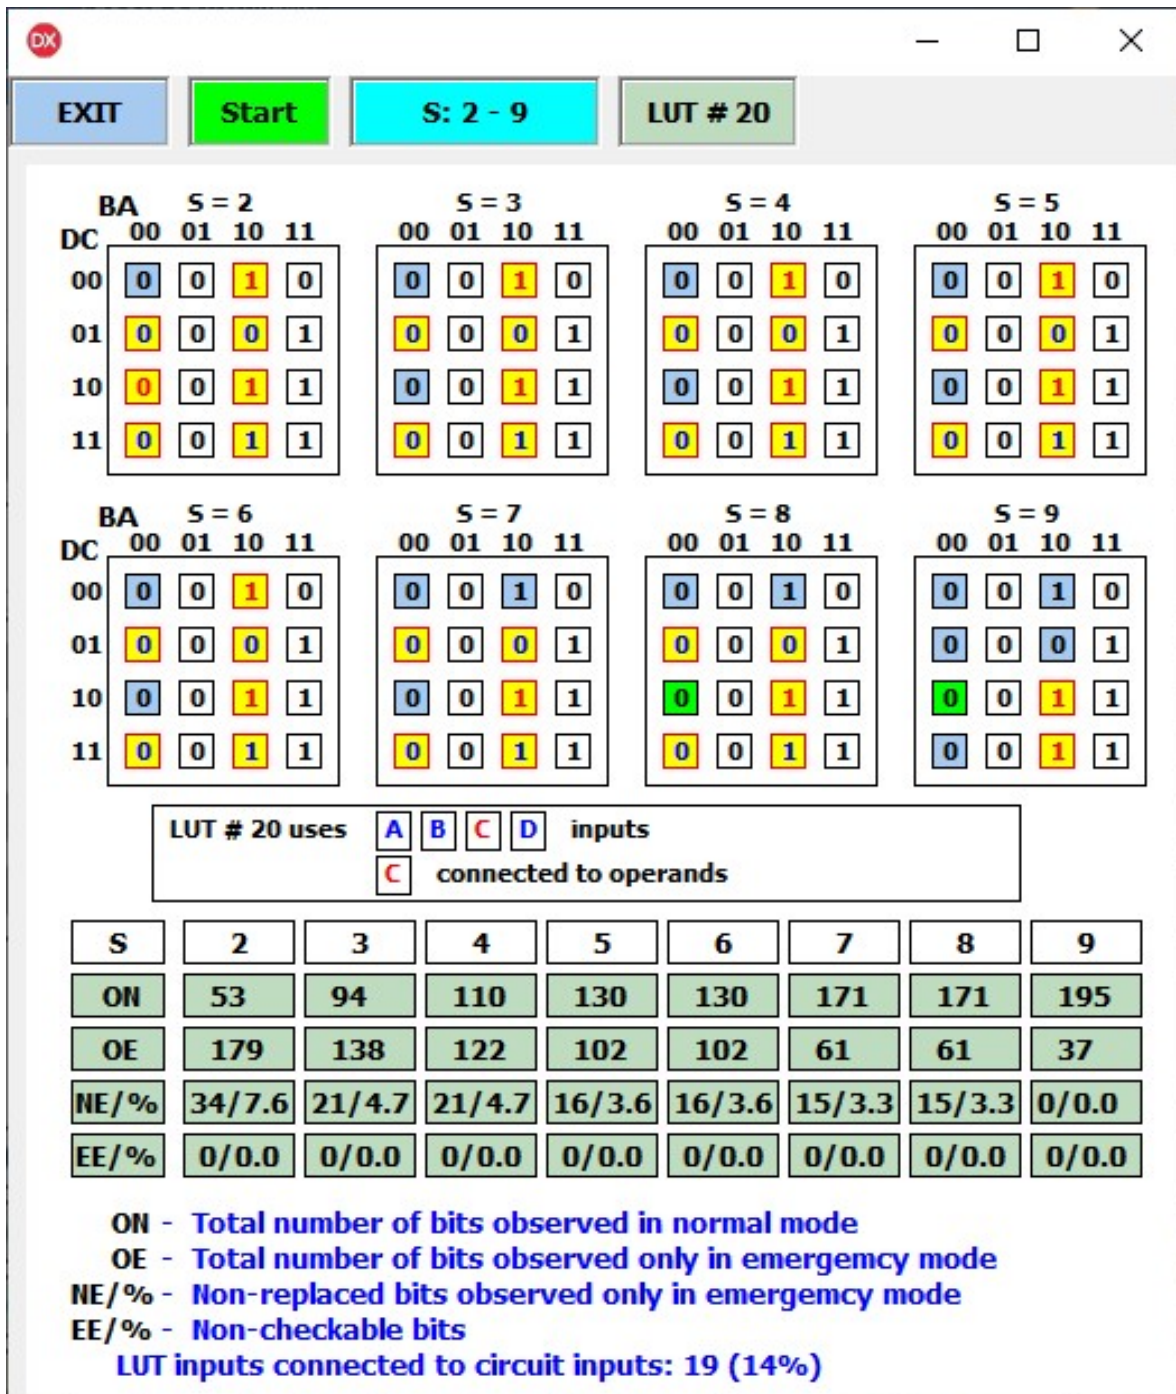 DX
EXIT Start S: 2 - 9 LUT # 20
BA S = 2 S = 3 S = 4 S = 5
DC 00 01 10 11 00 01 10 11 00 01 10 11 00 01 10 11
00 0 0 1 0 0 0 1 0 0 0 1 0 0 0 1 0
01 0 0 0 1 0 0 0 1 0 0 0 1 0 0 0 1
10 0 0 1 1 0 0 1 1 0 0 1 1 0 0 1 1
11 0 0 1 1 0 0 1 1 0 0 1 1 0 0 1 1
BA S = 6 S = 7 S = 8 S = 9
DC 00 01 10 11 00 01 10 11 00 01 10 11 00 01 10 11
00 0 0 1 0 0 0 1 0 0 0 1 0 0 0 1 0
01 0 0 0 1 0 0 0 1 0 0 0 1 0 0 0 1
10 0 0 1 1 0 0 1 1 0 0 1 1 0 0 1 1
11 0 0 1 1 0 0 1 1 0 0 1 1 0 0 1 1
LUT # 20 uses A B C D inputs
C connected to operands
S 2 3 4 5 6 7 8 9
ON 53 94 110 130 130 171 171 195
OE 179 138 122 102 102 61 61 37
NE/% 34/7.6 21/4.7 21/4.7 16/3.6 16/3.6 15/3.3 15/3.3 0/0.0
EE/% 0/0.0 0/0.0 0/0.0 0/0.0 0/0.0 0/0.0 0/0.0 0/0.0
ON - Total number of bits observed in normal mode
OE - Total number of bits observed only in emergemcy mode
NE/% - Non-replaced bits observed only in emergemcy mode
EE/% - Non-checkable bits
LUT inputs connected to circuit inputs: 19 (14%)